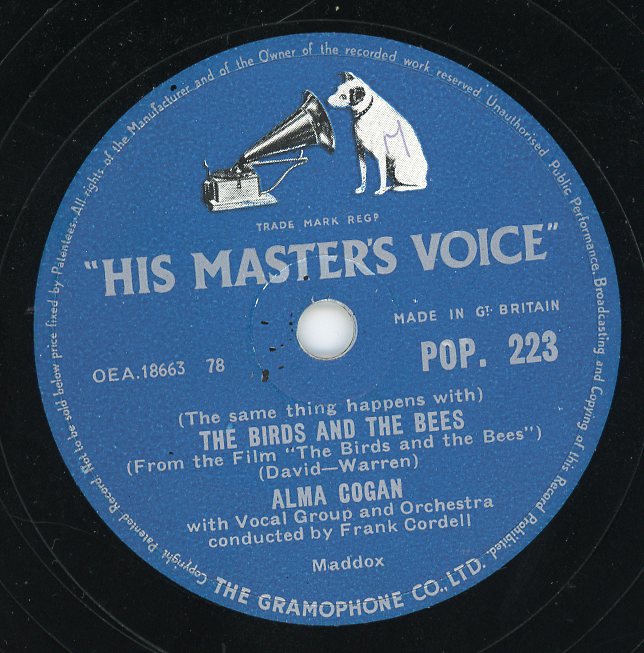 Copyright Patented Record Not to be sold below price fixed by Patentees. All rights of the Manufacturer and of the Owner of the recorded work reserved. Unauthorised Public Performance, Broadcasting and Copying of this Record Prohibited.
TRADE MARK REGD
"HIS MASTER'S VOICE"
MADE IN GT. BRITAIN
OEA.18663 78
POP. 223
(The same thing happens with)
THE BIRDS AND THE BEES
(From the Film "The Birds and the Bees")
(David—Warren)
ALMA COGAN
with Vocal Group and Orchestra
conducted by Frank Cordell
Maddox
THE GRAMOPHONE CO., LTD.